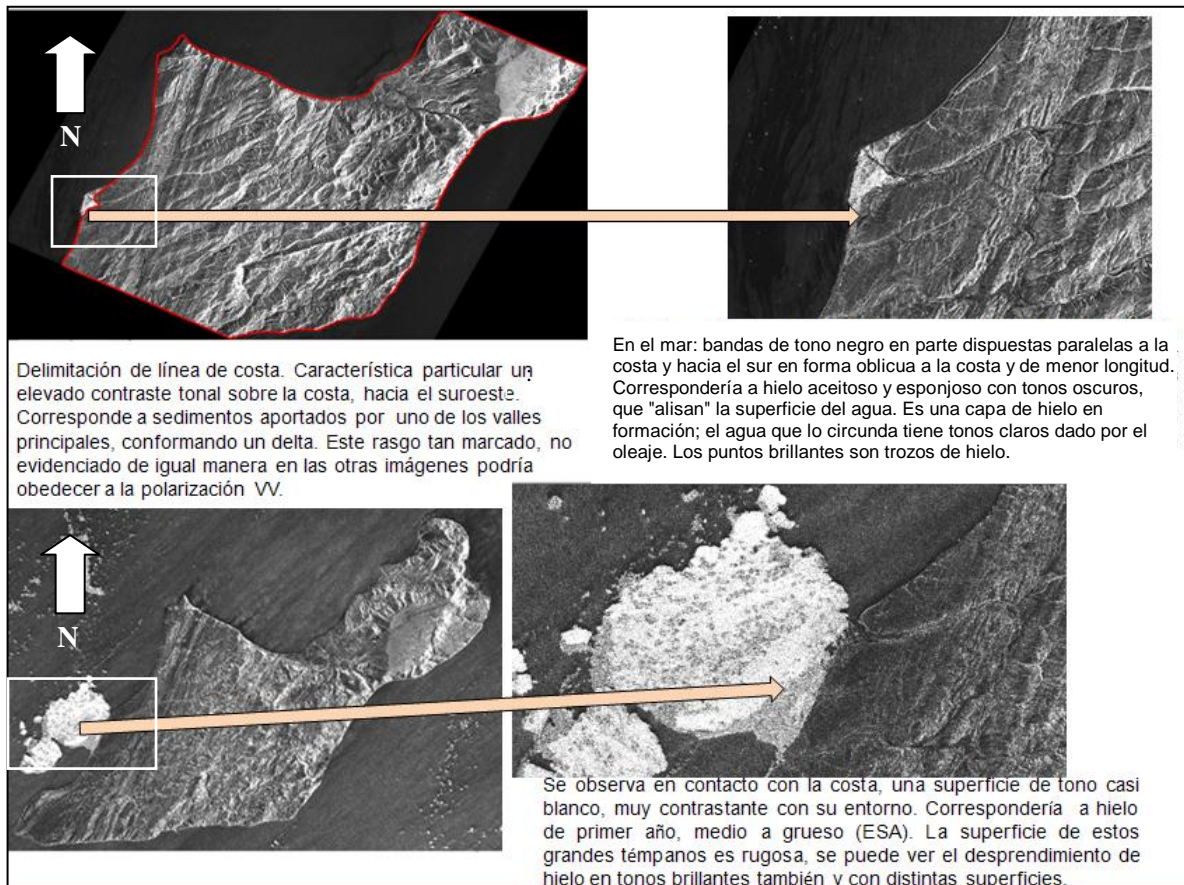 N
Delimitación de línea de costa. Característica particular un
elevado contraste tonal sobre la costa, hacia el suroeste.
Corresponde a sedimentos aportados por uno de los valles
principales, conformando un delta. Este rasgo tan marcado, no
evidenciado de igual manera en las otras imágenes podría
obedecer a la polarización VV.
En el mar: bandas de tono negro en parte dispuestas paralelas a la
costa y hacia el sur en forma oblicua a la costa y de menor longitud.
Correspondería a hielo aceitoso y esponjoso con tonos oscuros,
que "alisan" la superficie del agua. Es una capa de hielo en
formación; el agua que lo circunda tiene tonos claros dado por el
oleaje. Los puntos brillantes son trozos de hielo.
N
Se observa en contacto con la costa, una superficie de tono casi
blanco, muy contrastante con su entorno. Correspondería a hielo
de primer año, medio a grueso (ESA). La superficie de estos
grandes témpanos es rugosa, se puede ver el desprendimiento de
hielo en tonos brillantes también y con distintas superficies.